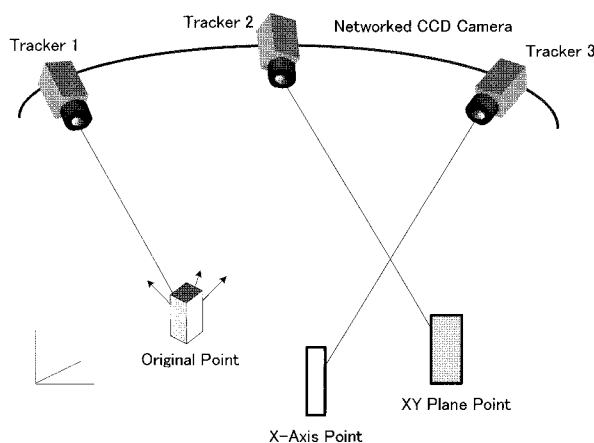 Tracker 1
Tracker 2
Networked CCD Camera
Tracker 3
Original Point
XY Plane Point
X-Axis Point